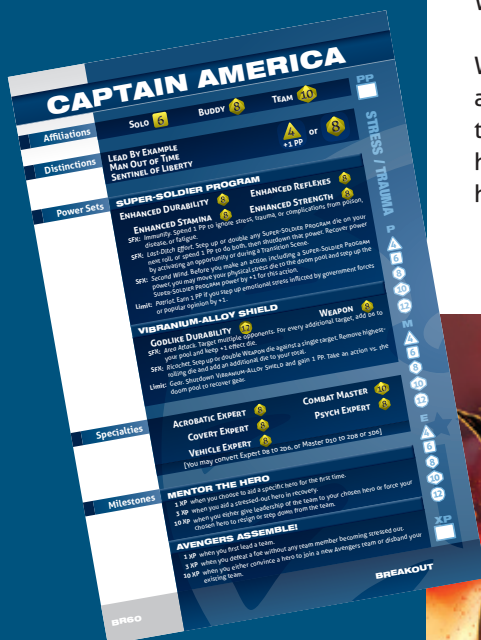 CAPTAIN AMERICA
Affiliations
SOLO 6 BUDDY 8 TEAM 10
PP
Distinctions
LEAD BY EXAMPLE
MAN OUT OF TIME
SENTINEL OF LIBERTY
4 or 8
+1 PP
STRESS / TRAUMA
Power Sets
SUPER-SOLDIER PROGRAM
ENHANCED DURABILITY 8 ENHANCED REFLEXES 8
ENHANCED STAMINA 8 ENHANCED STRENGTH 8
SFX: Immunity. Spend 1 PP to ignore stress, trauma, or complications from poison,
disease, or fatigue.
SFX: Last-Ditch Effort. Step up or double any SUPER-SOLDIER PROGRAM die on your
next roll, or spend 1 PP to do both, then shutdown that power. Recover power
by activating an opportunity or during a Transition Scene.
SFX: Second Wind. Before you make an action including a SUPER-SOLDIER PROGRAM
power, you may move your physical stress die to the doom pool and step up the
SUPER-SOLDIER PROGRAM power by +1 for this action.
Limit: Patriot. Earn 1 PP if you step up emotional stress inflicted by government forces
or popular opinion by +1.
VIBRANIUM-ALLOY SHIELD
GODLIKE DURABILITY 12 WEAPON 8
SFX: Area Attack. Target multiple opponents. For every additional target, add D6 to
your pool and keep +1 effect die.
SFX: Ricochet. Step up or double WEAPON die against a single target. Remove highest-
rolling die and add an additional die to your total.
Limit: Gear. Shutdown VIBRANIUM-ALLOY SHIELD and gain 1 PP. Take an action vs. the
doom pool to recover gear.
Specialties
ACROBATIC EXPERT 8 COMBAT MASTER 10
COVERT EXPERT 8 PSYCH EXPERT 8
VEHICLE EXPERT 8
[You may convert Expert D8 to 2D6, or Master D10 to 2D8 or 3D6]
Milestones
MENTOR THE HERO
1 XP when you choose to aid a specific hero for the first time.
3 XP when you aid a stressed-out hero in recovery.
10 XP when you either give leadership of the team to your chosen hero or force your
chosen hero to resign or step down from the team.
AVENGERS ASSEMBLE!
1 XP when you first lead a team.
3 XP when you defeat a foe without any team member becoming stressed out.
10 XP when you either convince a hero to join a new Avengers team or disband your
existing team.
P
4
6
8
10
12
M
4
6
8
10
12
E
4
6
8
10
12
XP
BR60
BREAKOUT